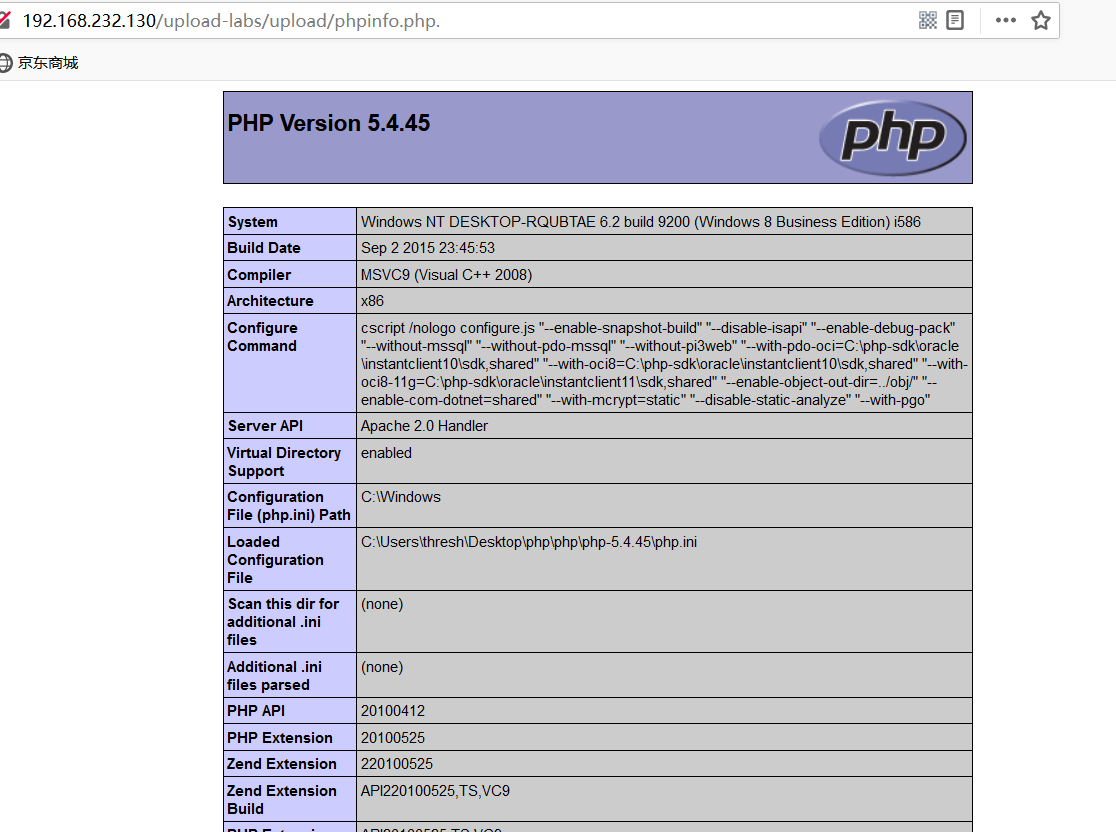 192.168.232.130/upload-labs/upload/phpinfo.php.
京东商城
PHP Version 5.4.45
php
System Windows NT DESKTOP-RQUBTAE 6.2 build 9200 (Windows 8 Business Edition) i586
Build Date Sep 2 2015 23:45:53
Compiler MSVC9 (Visual C++ 2008)
Architecture x86
Configure Command
cscript /nologo configure.js "--enable-snapshot-build" "--disable-isapi" "--enable-debug-pack"
"--without-mssql" "--without-pdo-mssql" "--without-pi3web" "--with-pdo-oci=C:\php-sdk\oracle
\instantclient10\sdk,shared" "--with-oci8=C:\php-sdk\oracle\instantclient10\sdk,shared" "--with-
oci8-11g=C:\php-sdk\oracle\instantclient11\sdk,shared" "--enable-object-out-dir=../obj/" "--
enable-com-dotnet=shared" "--with-mcrypt=static" "--disable-static-analyze" "--with-pgo"
Server API Apache 2.0 Handler
Virtual Directory
Support
enabled
Configuration
File (php.ini) Path
C:\Windows
Loaded
Configuration
File
C:\Users\thresh\Desktop\php\php\php-5.4.45\php.ini
Scan this dir for
additional .ini
files
(none)
Additional .ini
files parsed
(none)
PHP API 20100412
PHP Extension 20100525
Zend Extension 220100525
Zend Extension
Build
API220100525,TS,VC9